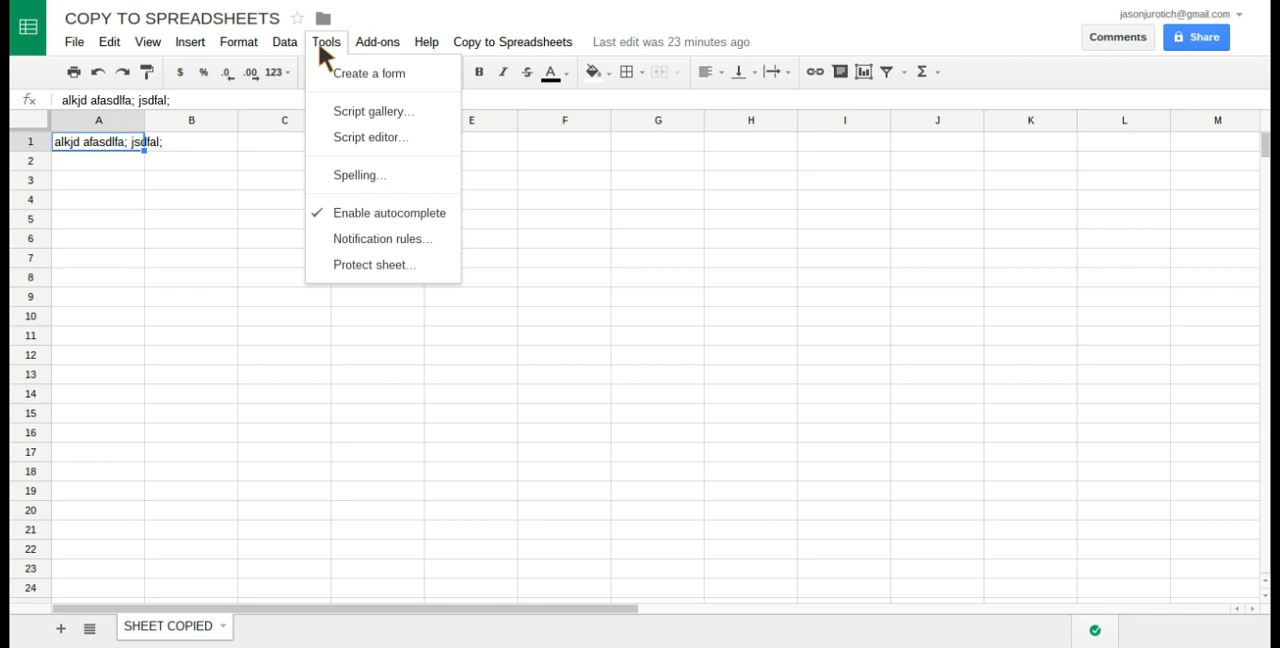 COPY TO SPREADSHEETS
jasonjurotich@gmail.com
File Edit View Insert Format Data Tools Add-ons Help Copy to Spreadsheets Last edit was 23 minutes ago
Comments
Share
$ % .0 .00 123 B I S A Σ
fx alkjd afasdlfa; jsdfal;
A B C E F G H I J K L M
Create a form
Script gallery...
Script editor...
Spelling...
Enable autocomplete
Notification rules...
Protect sheet...
1 alkjd afasdlfa; jsdfal;
2
3
4
5
6
7
8
9
10
11
12
13
14
15
16
17
18
19
20
21
22
23
24
+ SHEET COPIED